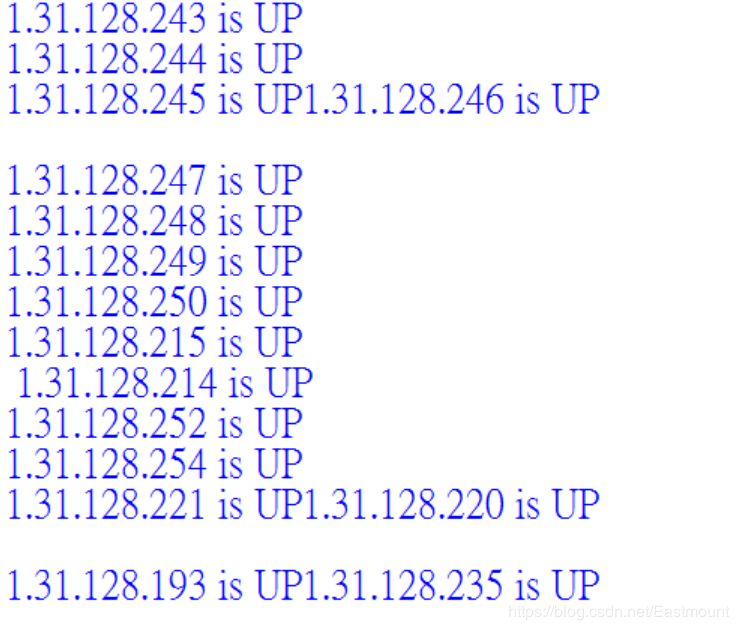 1.31.128.243 is UP
1.31.128.244 is UP
1.31.128.245 is UP1.31.128.246 is UP
1.31.128.247 is UP
1.31.128.248 is UP
1.31.128.249 is UP
1.31.128.250 is UP
1.31.128.215 is UP
1.31.128.214 is UP
1.31.128.252 is UP
1.31.128.254 is UP
1.31.128.221 is UP1.31.128.220 is UP
1.31.128.193 is UP1.31.128.235 is UP
https://blog.csdn.net/Eastmount